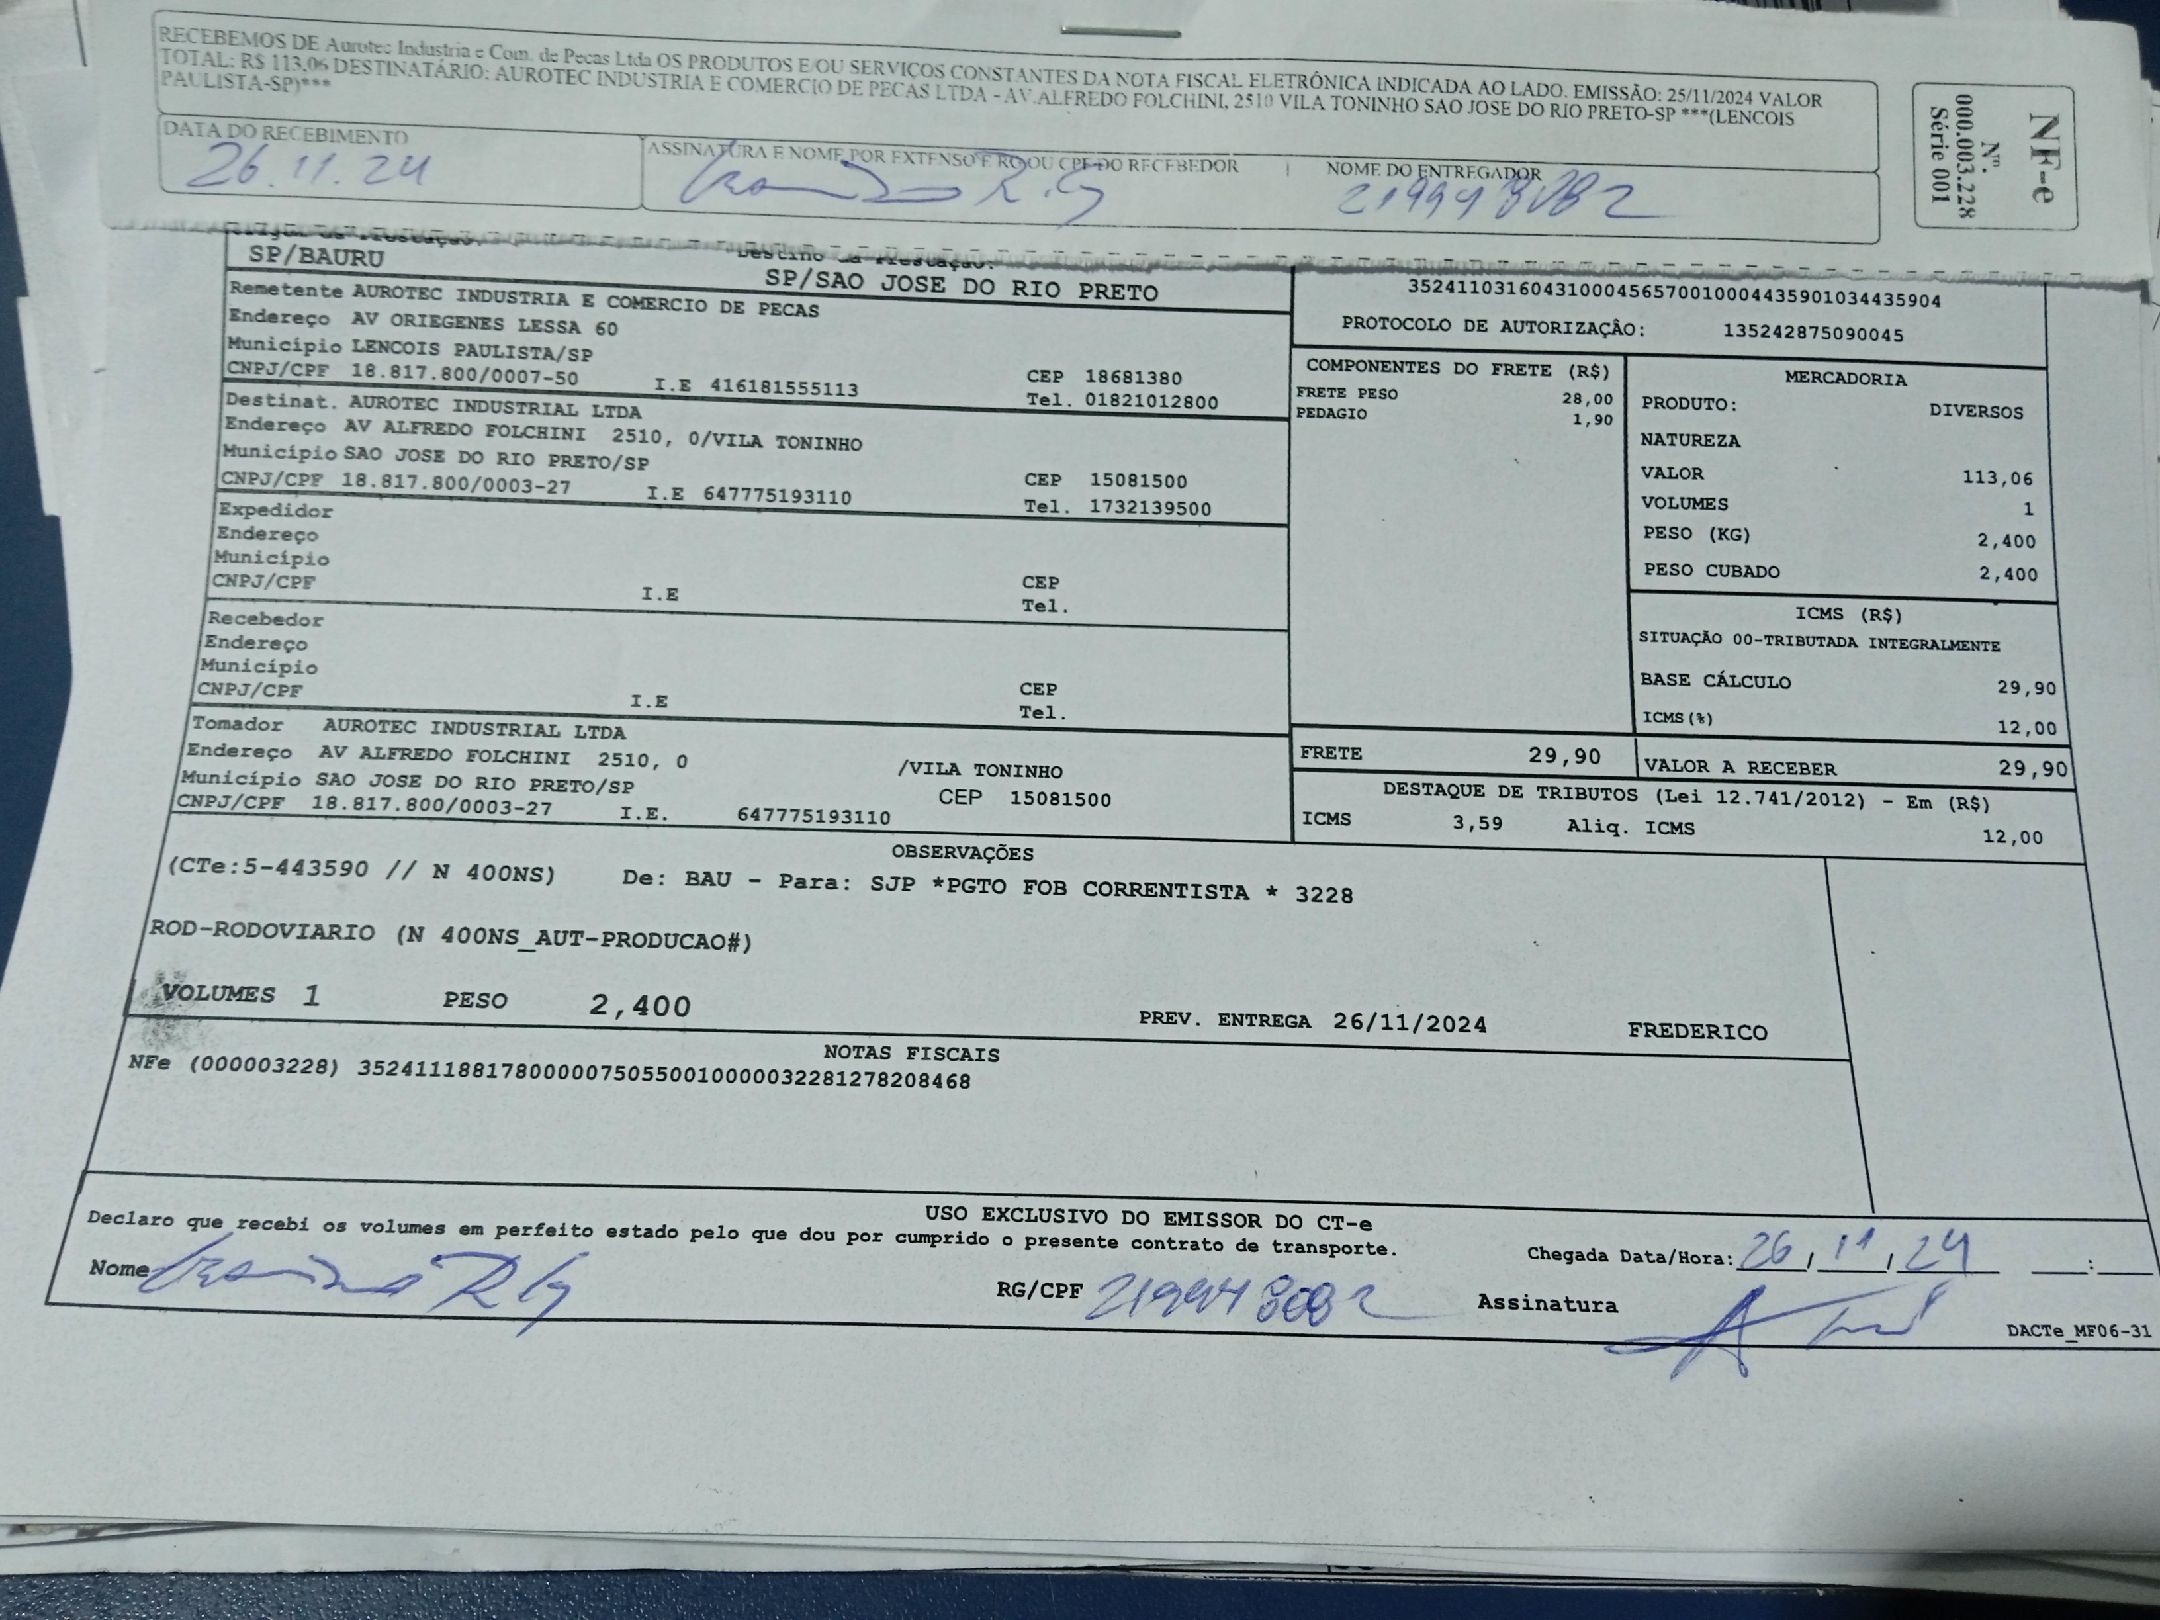 RECEBEMOS DE Aurotec Industria e Com. de Pecas Ltda OS PRODUTOS E/OU SERVIÇOS CONSTANTES DA NOTA FISCAL ELETRÔNICA INDICADA AO LADO. EMISSÃO: 25/11/2024 VALOR
TOTAL: R$ 113,06 DESTINATÁRIO: AUROTEC INDUSTRIA E COMERCIO DE PECAS LTDA - AV.ALFREDO FOLCHINI, 2510 VILA TONINHO SAO JOSE DO RIO PRETO-SP ***(LENCOIS
PAULISTA-SP)***
NF-e
Nº.
000.003.228
Série 001
DATA DO RECEBIMENTO
26.11.24
ASSINATURA E NOME POR EXTENSO E RG OU CPF DO RECEBEDOR
NOME DO ENTREGADOR
SP/BAURU
Destino da Prestação:
SP/SAO JOSE DO RIO PRETO
Remetente AUROTEC INDUSTRIA E COMERCIO DE PECAS
Endereço AV ORIEGENES LESSA 60
Município LENCOIS PAULISTA/SP
CEP 18681380
CNPJ/CPF 18.817.800/0007-50 I.E 416181555113 Tel. 01821012800
Destinat. AUROTEC INDUSTRIAL LTDA
Endereço AV ALFREDO FOLCHINI 2510, 0/VILA TONINHO
Município SAO JOSE DO RIO PRETO/SP
CEP 15081500
CNPJ/CPF 18.817.800/0003-27 I.E 647775193110 Tel. 1732139500
Expedidor
Endereço
Município
CEP
CNPJ/CPF I.E Tel.
Recebedor
Endereço
Município
CEP
CNPJ/CPF I.E Tel.
Tomador AUROTEC INDUSTRIAL LTDA
Endereço AV ALFREDO FOLCHINI 2510, 0 /VILA TONINHO
Município SAO JOSE DO RIO PRETO/SP CEP 15081500
CNPJ/CPF 18.817.800/0003-27 I.E. 647775193110
35241103160431000456570010004435901034435904
PROTOCOLO DE AUTORIZAÇÃO: 135242875090045
COMPONENTES DO FRETE (R$)
FRETE PESO 28,00
PEDAGIO 1,90
MERCADORIA
PRODUTO: DIVERSOS
NATUREZA
VALOR 113,06
VOLUMES 1
PESO (KG) 2,400
PESO CUBADO 2,400
ICMS (R$)
SITUAÇÃO 00-TRIBUTADA INTEGRALMENTE
BASE CÁLCULO 29,90
ICMS(%) 12,00
FRETE 29,90
VALOR A RECEBER 29,90
DESTAQUE DE TRIBUTOS (Lei 12.741/2012) - Em (R$)
ICMS 3,59 Aliq. ICMS 12,00
OBSERVAÇÕES
(CTe:5-443590 // N 400NS) De: BAU - Para: SJP *PGTO FOB CORRENTISTA * 3228
ROD-RODOVIARIO (N 400NS_AUT-PRODUCAO#)
VOLUMES 1 PESO 2,400
PREV. ENTREGA 26/11/2024 FREDERICO
NOTAS FISCAIS
NFe (000003228) 35241118817800000750550010000032281278208468
USO EXCLUSIVO DO EMISSOR DO CT-e
Declaro que recebi os volumes em perfeito estado pelo que dou por cumprido o presente contrato de transporte.
Chegada Data/Hora: 26/11/24 __:__
Nome
RG/CPF
Assinatura
DACTe_MF06-31